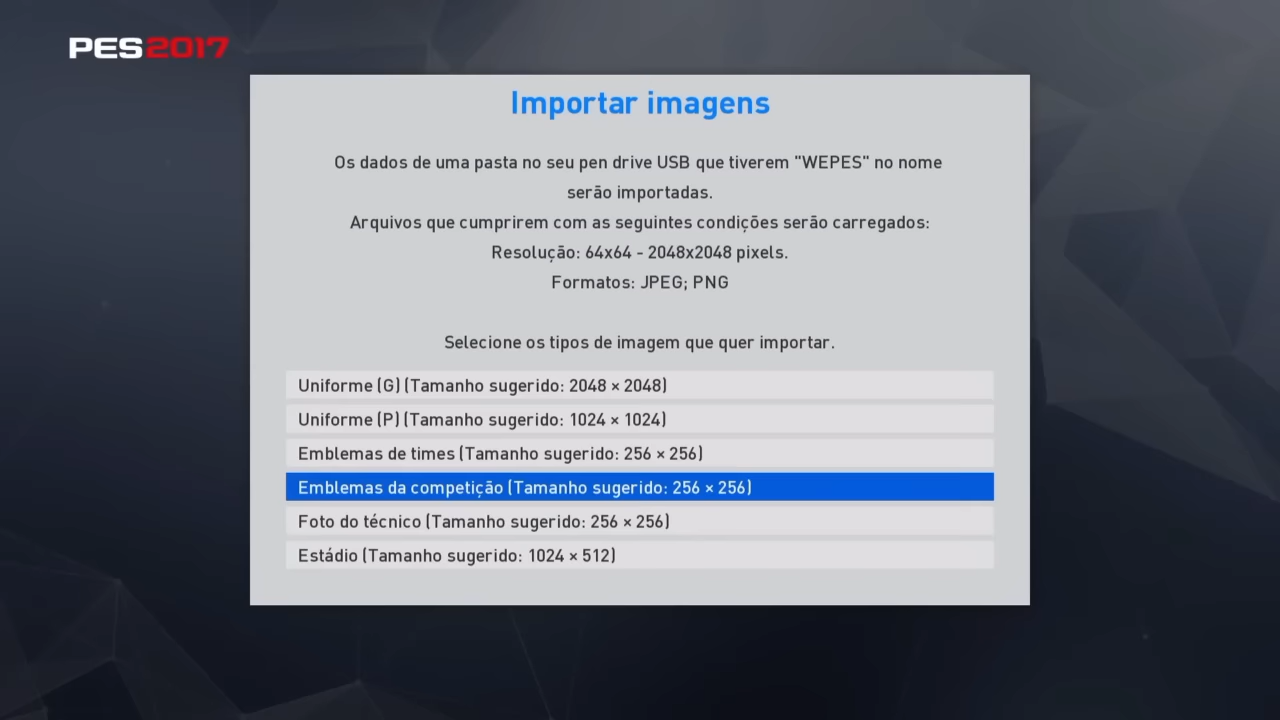 PES2017
Importar imagens
Os dados de uma pasta no seu pen drive USB que tiverem "WEPES" no nome
serão importadas.
Arquivos que cumprirem com as seguintes condições serão carregados:
Resolução: 64x64 - 2048x2048 pixels.
Formatos: JPEG; PNG
Selecione os tipos de imagem que quer importar.
Uniforme (G) (Tamanho sugerido: 2048 × 2048)
Uniforme (P) (Tamanho sugerido: 1024 × 1024)
Emblemas de times (Tamanho sugerido: 256 × 256)
Emblemas da competição (Tamanho sugerido: 256 × 256)
Foto do técnico (Tamanho sugerido: 256 × 256)
Estádio (Tamanho sugerido: 1024 × 512)